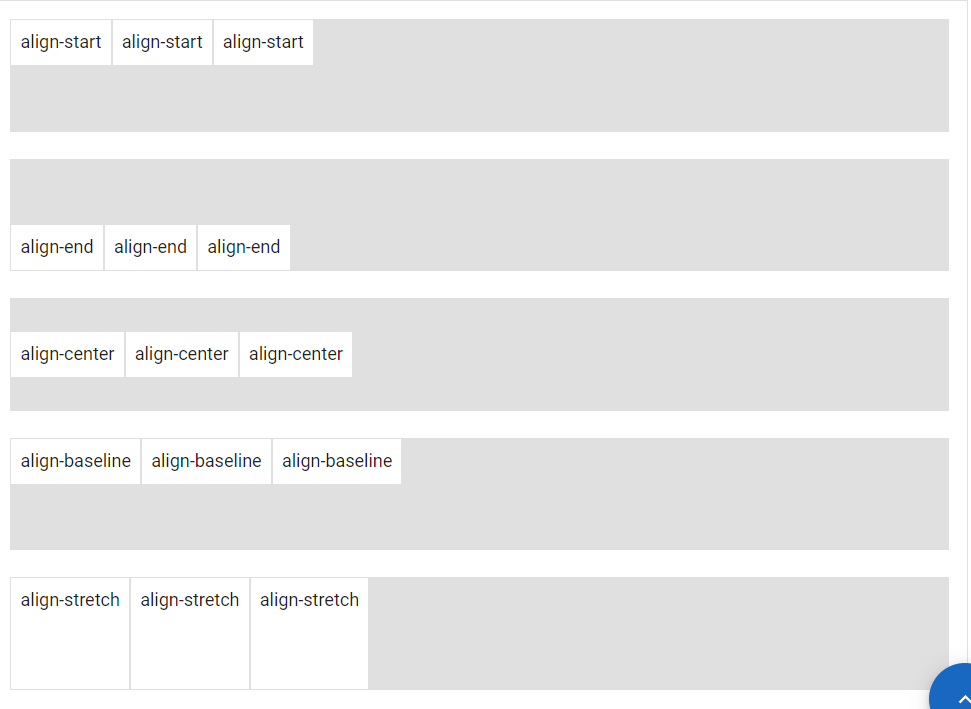 align-start align-start align-start
align-end align-end align-end
align-center align-center align-center
align-baseline align-baseline align-baseline
align-stretch align-stretch align-stretch